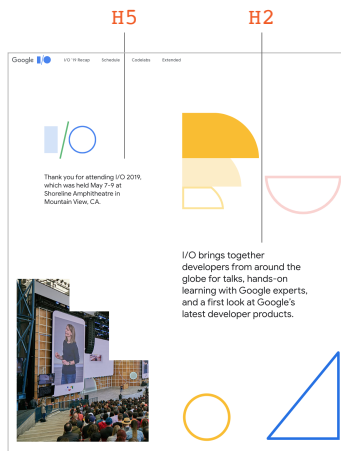 H5 H2
Google I/O I/O '19 Recap Schedule Codelabs Extended
I/O
Thank you for attending I/O 2019,
which was held May 7-9 at
Shoreline Amphitheatre in
Mountain View, CA.
I/O brings together
developers from around the
globe for talks, hands-on
learning with Google experts,
and a first look at Google's
latest developer products.